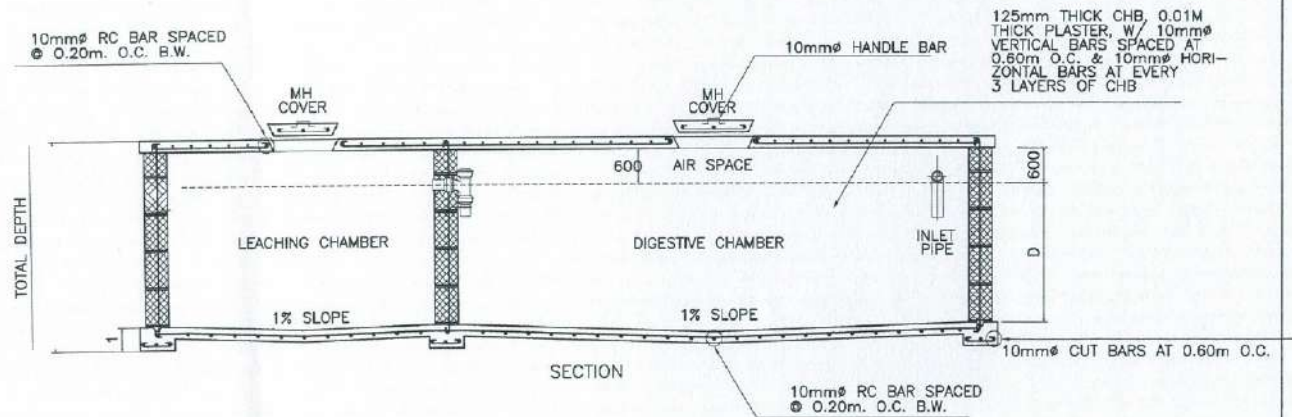 10mmø RC BAR SPACED
@ 0.20m. O.C. B.W.
10mmø HANDLE BAR
125mm THICK CHB, 0.01M
THICK PLASTER, W/ 10mmø
VERTICAL BARS SPACED AT
0.60m O.C. & 10mmø HORI-
ZONTAL BARS AT EVERY
3 LAYERS OF CHB
MH
COVER
MH
COVER
600
AIR SPACE
600
TOTAL DEPTH
LEACHING CHAMBER
DIGESTIVE CHAMBER
INLET
PIPE
D
1% SLOPE
1% SLOPE
1
10mmø CUT BARS AT 0.60m O.C.
SECTION
10mmø RC BAR SPACED
@ 0.20m. O.C. B.W.